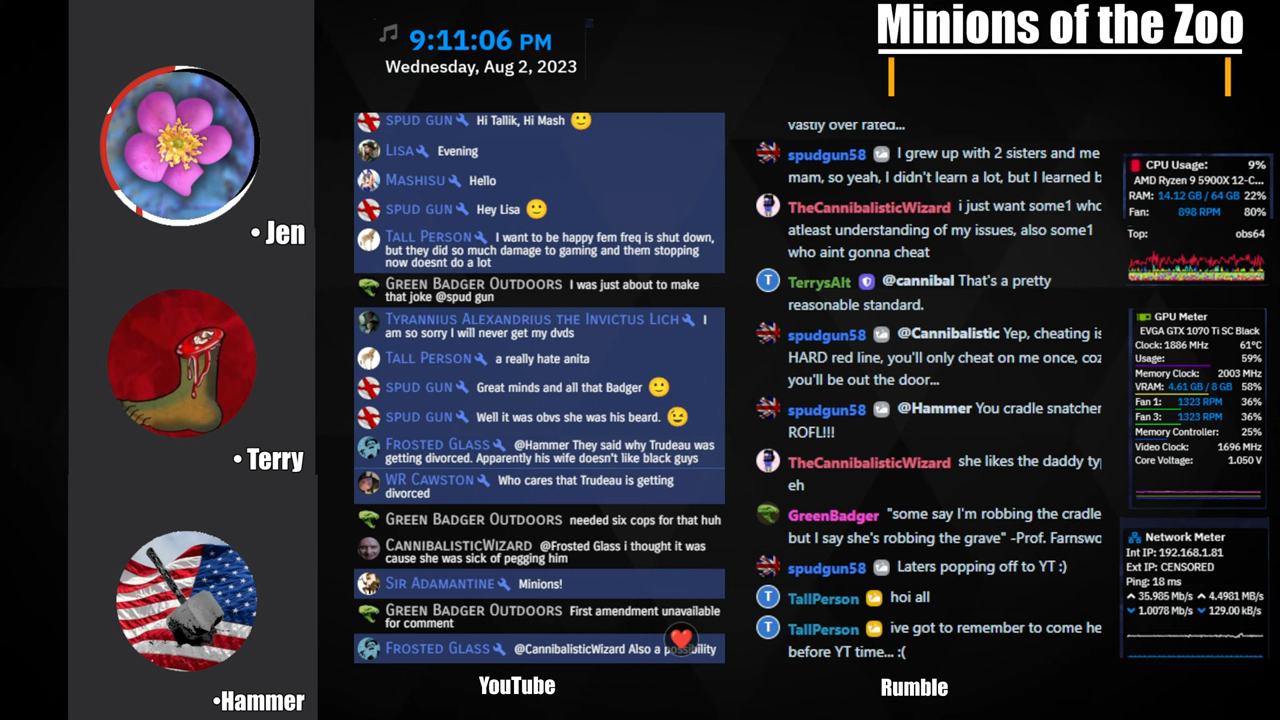 Minions of the Zoo
9:11:06 PM
Wednesday, Aug 2, 2023
• Jen
• Terry
•Hammer
SPUD GUN Hi Tallik, Hi Mash
LISA Evening
MASHISU Hello
SPUD GUN Hey Lisa
TALL PERSON I want to be happy fem freq is shut down,
but they did so much damage to gaming and them stopping
now doesnt do a lot
GREEN BADGER OUTDOORS I was just about to make
that joke @spud gun
TYRANNIUS ALEXANDRIUS THE INVICTUS LICH I
am so sorry I will never get my dvds
TALL PERSON a really hate anita
SPUD GUN Great minds and all that Badger
SPUD GUN Well it was obvs she was his beard.
FROSTED GLASS @Hammer They said why Trudeau was
getting divorced. Apparently his wife doesn't like black guys
WR CAWSTON Who cares that Trudeau is getting
divorced
GREEN BADGER OUTDOORS needed six cops for that huh
CANNIBALISTICWIZARD @Frosted Glass i thought it was
cause she was sick of pegging him
SIR ADAMANTINE Minions!
GREEN BADGER OUTDOORS First amendment unavailable
for comment
FROSTED GLASS @CannibalisticWizard Also a possibility
YouTube
vastly over rated...
spudgun58 I grew up with 2 sisters and me
mam, so yeah, I didn't learn a lot, but I learned b
TheCannibalisticWizard i just want some1 who
atleast understanding of my issues, also some1
who aint gonna cheat
T TerrysAlt @cannibal That's a pretty
reasonable standard.
spudgun58 @Cannibalistic Yep, cheating is
HARD red line, you'll only cheat on me once, coz
you'll be out the door...
spudgun58 @Hammer You cradle snatcher
ROFL!!!
TheCannibalisticWizard she likes the daddy ty
eh
GreenBadger "some say I'm robbing the cradle
but I say she's robbing the grave" -Prof. Farnswo
spudgun58 Laters popping off to YT :)
T TallPerson hoi all
T TallPerson ive got to remember to come he
before YT time... :(
Rumble
CPU Usage: 9%
AMD Ryzen 9 5900X 12-C...
RAM: 14.12 GB / 64 GB 22%
Fan: 898 RPM 80%
Top: obs64
GPU Meter
EVGA GTX 1070 Ti SC Black
Clock: 1886 MHz 61°C
Usage: 59%
Memory Clock: 2003 MHz
VRAM: 4.61 GB / 8 GB 58%
Fan 1: 1323 RPM 36%
Fan 3: 1323 RPM 36%
Memory Controller: 25%
Video Clock: 1696 MHz
Core Voltage: 1.050 V
Network Meter
Int IP: 192.168.1.81
Ext IP: CENSORED
Ping: 18 ms
35.985 Mb/s 4.4981 MB/s
1.0078 Mb/s 129.00 kB/s